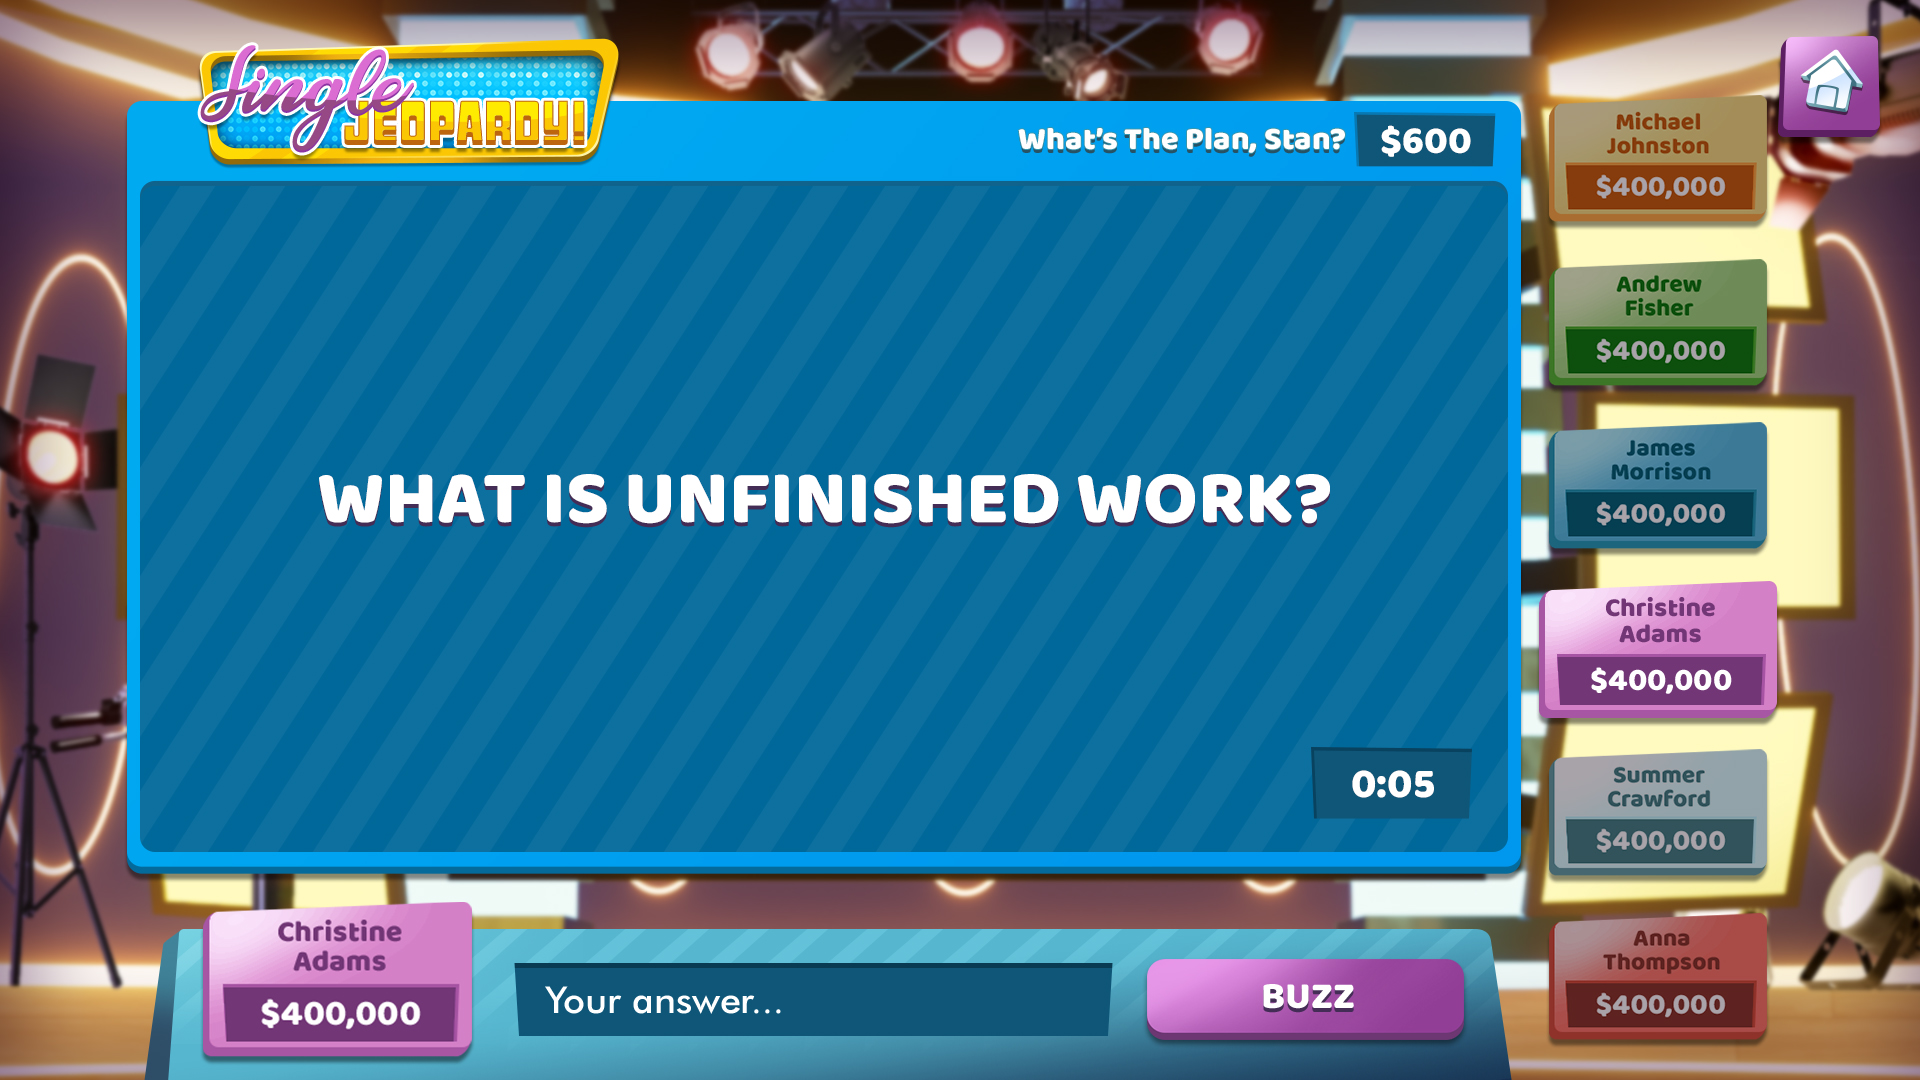 Jingle
JEOPARDY!
What's The Plan, Stan?
$600
WHAT IS UNFINISHED WORK?
0:05
Michael
Johnston
$400,000
Andrew
Fisher
$400,000
James
Morrison
$400,000
Christine
Adams
$400,000
Summer
Crawford
$400,000
Anna
Thompson
$400,000
Christine
Adams
$400,000
Your answer...
BUZZ